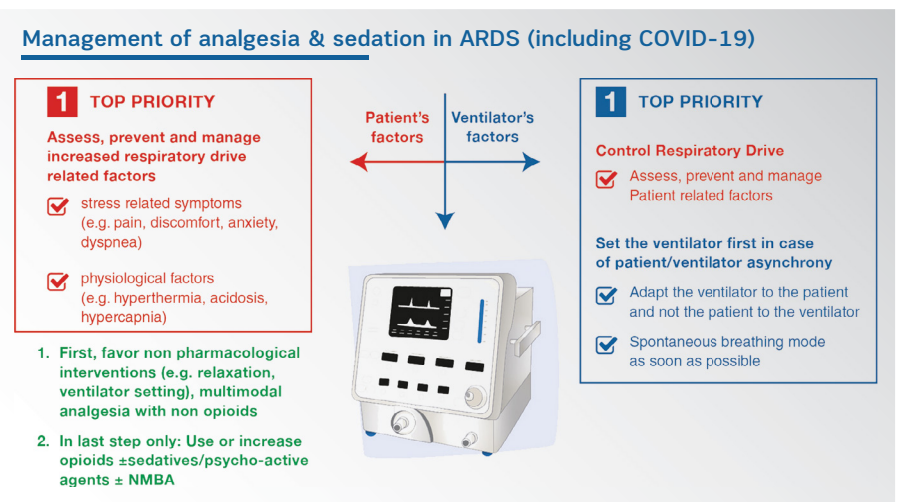 Management of analgesia & sedation in ARDS (including COVID-19)
1 TOP PRIORITY
Assess, prevent and manage
increased respiratory drive
related factors
stress related symptoms
(e.g. pain, discomfort, anxiety,
dyspnea)
physiological factors
(e.g. hyperthermia, acidosis,
hypercapnia)
1. First, favor non pharmacological
interventions (e.g. relaxation,
ventilator setting), multimodal
analgesia with non opioids
2. In last step only: Use or increase
opioids ±sedatives/psycho-active
agents ± NMBA
Patient's
factors
Ventilator's
factors
1 TOP PRIORITY
Control Respiratory Drive
Assess, prevent and manage
Patient related factors
Set the ventilator first in case
of patient/ventilator asynchrony
Adapt the ventilator to the patient
and not the patient to the ventilator
Spontaneous breathing mode
as soon as possible